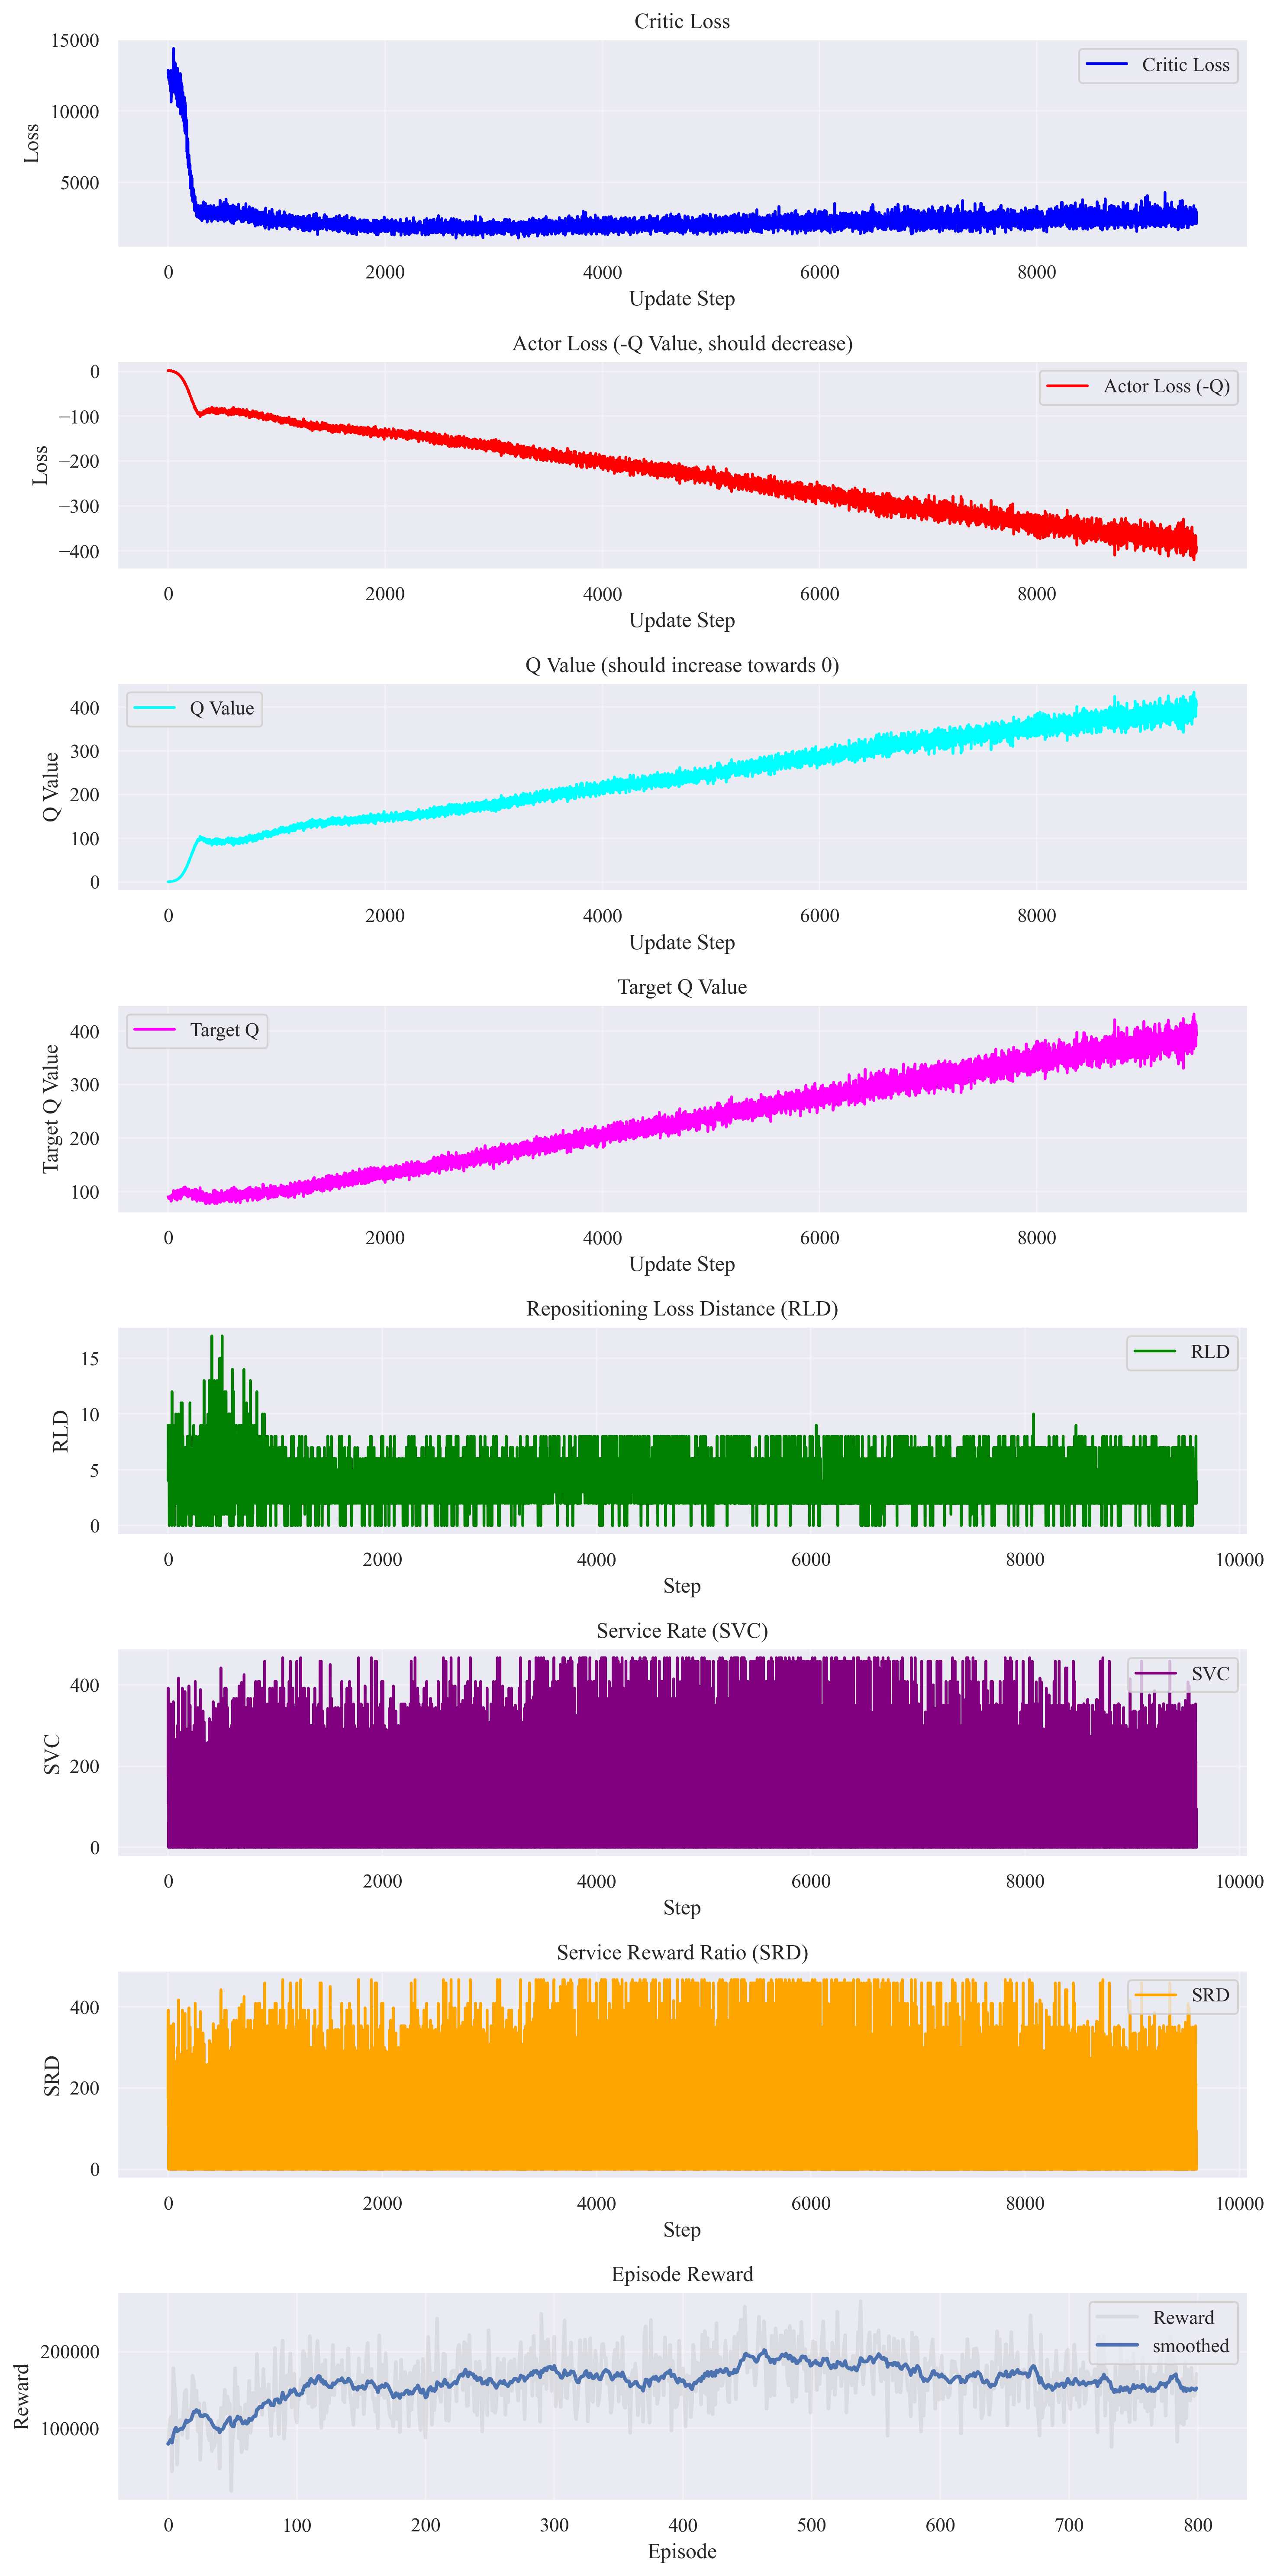 Critic Loss
15000
10000
5000
Loss
Critic Loss
0 2000 4000 6000 8000
Update Step
Actor Loss (-Q Value, should decrease)
0
−100
−200
−300
−400
Loss
Actor Loss (-Q)
0 2000 4000 6000 8000
Update Step
Q Value (should increase towards 0)
400
300
200
100
0
Q Value
Q Value
0 2000 4000 6000 8000
Update Step
Target Q Value
400
300
200
100
Target Q Value
Target Q
0 2000 4000 6000 8000
Update Step
Repositioning Loss Distance (RLD)
15
10
5
0
RLD
RLD
0 2000 4000 6000 8000 10000
Step
Service Rate (SVC)
400
200
0
SVC
SVC
0 2000 4000 6000 8000 10000
Step
Service Reward Ratio (SRD)
400
200
0
SRD
SRD
0 2000 4000 6000 8000 10000
Step
Episode Reward
200000
100000
Reward
Reward
smoothed
0 100 200 300 400 500 600 700 800
Episode